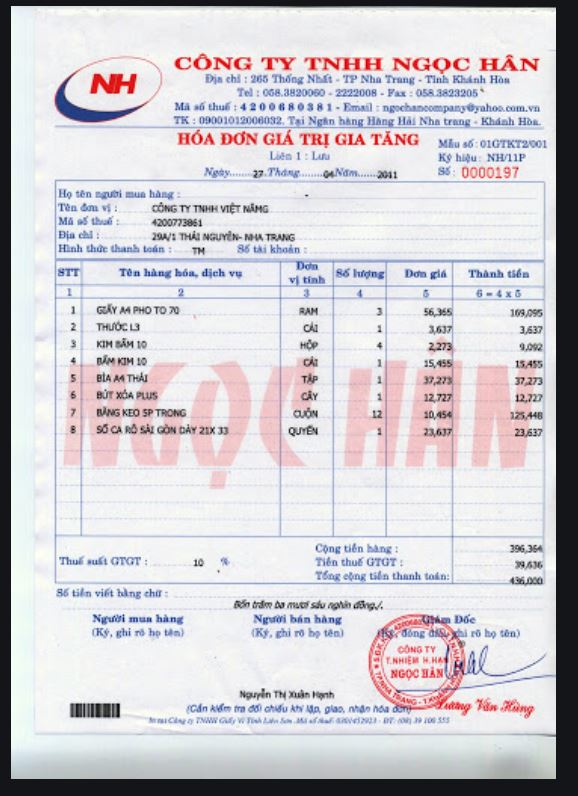 NH
CÔNG TY TNHH NGỌC HÂN
Địa chỉ : 265 Thống Nhất - TP Nha Trang - Tỉnh Khánh Hòa
Tel : 058.3820060 - 2222008 - Fax : 058.3823205
Mã số thuế : 4200680381 - Email : ngochancompany@yahoo.com.vn
TK : 09001012006032. Tại Ngân hàng Hàng Hải Nha trang - Khánh Hòa.
HÓA ĐƠN GIÁ TRỊ GIA TĂNG
Mẫu số : 01GTKT2/001
Liên 1 : Lưu
Ký hiệu : NH/11P
Ngày........27.Tháng........04Năm.......2011
Số : 0000197
Họ tên người mua hàng :
Tên đơn vị : CÔNG TY TNHH VIỆT NĂMG
Mã số thuế : 4200773861
Địa chỉ : 29A/1 THÁI NGUYÊN- NHA TRANG
Hình thức thanh toán : TM Số tài khoản :
STT Tên hàng hóa, dịch vụ Đơn vị tính Số lượng Đơn giá Thành tiền
1 2 3 4 5 6 = 4 x 5
1 GIẤY A4 PHO TO 70 RAM 3 56,365 169,095
2 THƯỚC L3 CÁI 1 3,637 3,637
3 KIM BẤM 10 HỘP 4 2,273 9,092
4 BẤM KIM 10 CÁI 1 15,455 15,455
5 BÌA A4 THÁI TẬP 1 37,273 37,273
6 BÚT XÓA PLUS CÂY 1 12,727 12,727
7 BĂNG KEO 5P TRONG CUỘN 12 10,454 125,448
8 SỔ CA RÔ SÀI GÒN DÀY 21X 33 QUYỂN 1 23,637 23,637
NGỌC HÂN
Cộng tiền hàng : 396,364
Thuế suất GTGT : 10 % Tiền thuế GTGT : 39,636
Tổng cộng tiền thanh toán: 436,000
Số tiền viết bằng chữ :
Bốn trăm ba mươi sáu nghìn đồng./.
Người mua hàng Người bán hàng Giám Đốc
(Ký, ghi rõ họ tên) (Ký, ghi rõ họ tên) (Ký, đóng dấu, ghi rõ họ tên)
CÔNG TY
T.NHIỆM H.HẠN
NGỌC HÂN
TP.NHA TRANG - T.KHÁNH
Nguyễn Thị Xuân Hạnh
Lương Văn Hùng
(Cần kiểm tra đối chiếu khi lập, giao, nhận hóa đơn)
In tại Công ty TNHH Giấy Vi Tính Liên Sơn .Mã số thuế: 0301452923 - ĐT: (08) 39 100 555